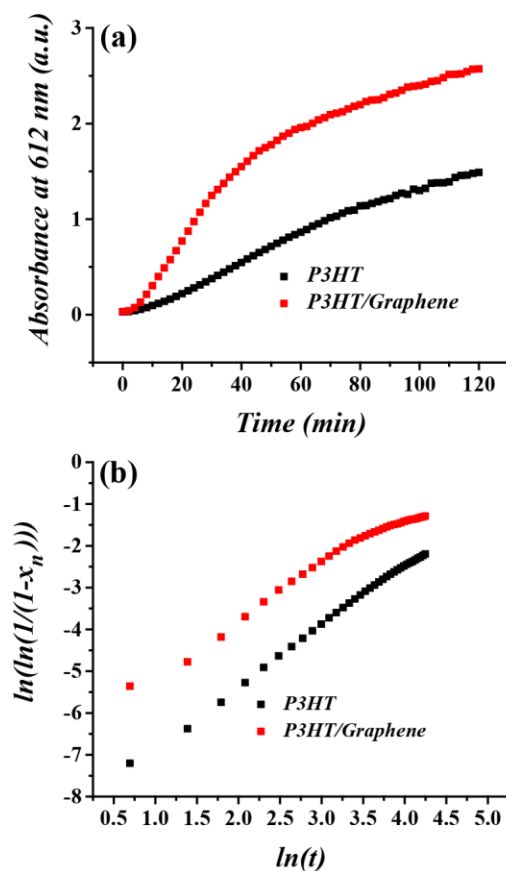 (a)
Absorbance at 612 nm (a.u.)
3
2
1
0
P3HT
P3HT/Graphene
0 20 40 60 80 100 120
Time (min)
(b)
ln(ln(1/(1-xn)))
0
-1
-2
-3
-4
-5
-6
-7
-8
P3HT
P3HT/Graphene
0.5 1.0 1.5 2.0 2.5 3.0 3.5 4.0 4.5 5.0
ln(t)